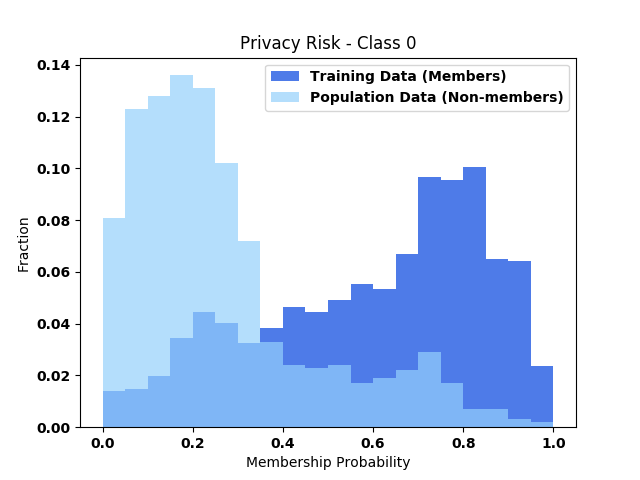 Privacy Risk - Class 0
Training Data (Members)
Population Data (Non-members)
Fraction
0.14
0.12
0.10
0.08
0.06
0.04
0.02
0.00
0.0 0.2 0.4 0.6 0.8 1.0
Membership Probability